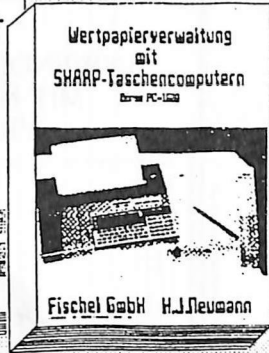 Wertpapierverwaltung
mit
SHARP-Taschencomputern
Fischel GmbH H.J.Neumann